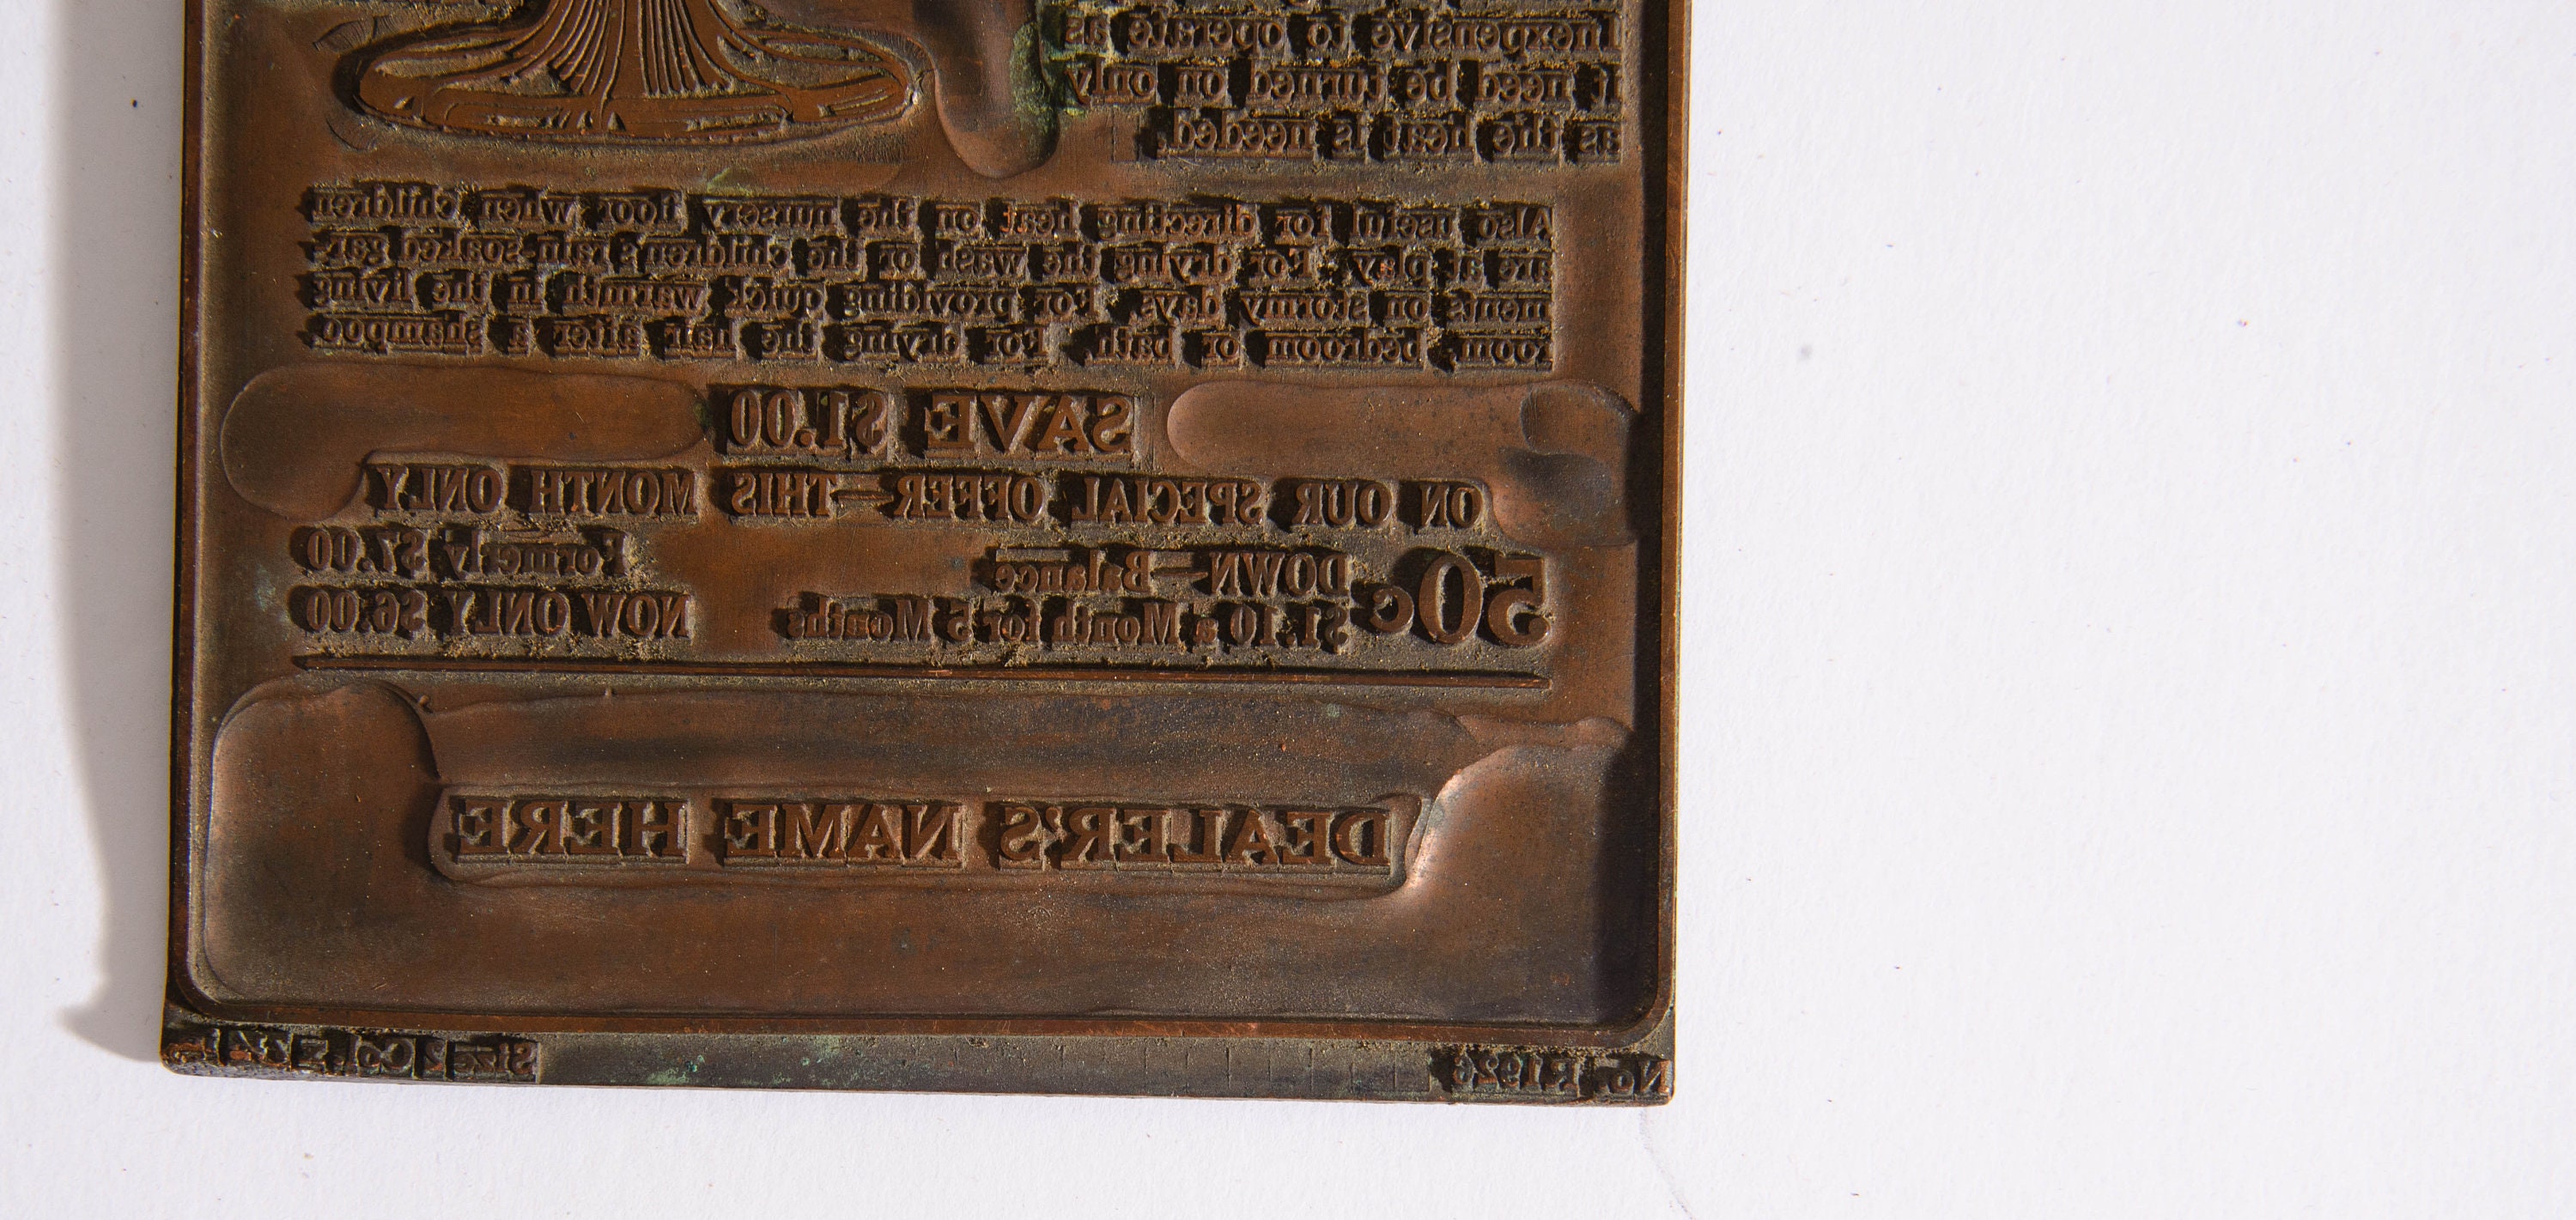 Inexpensive to operate as
it need be turned on only
as the heat is needed.
Also useful for directing heat on the nursery floor when children
are at play. For drying the wash or the children's rain-soaked gar-
ments on stormy days. For providing quick warmth in the living
room, bedroom or bath. For drying the hair after a shampoo.
SAVE $1.00
ON OUR SPECIAL OFFER—THIS MONTH ONLY
50c DOWN—Balance
$1.10 a Month for 5 Months
Formerly $7.00
NOW ONLY $6.00
DEALER'S NAME HERE
No. R1926
Size 2 Col. x